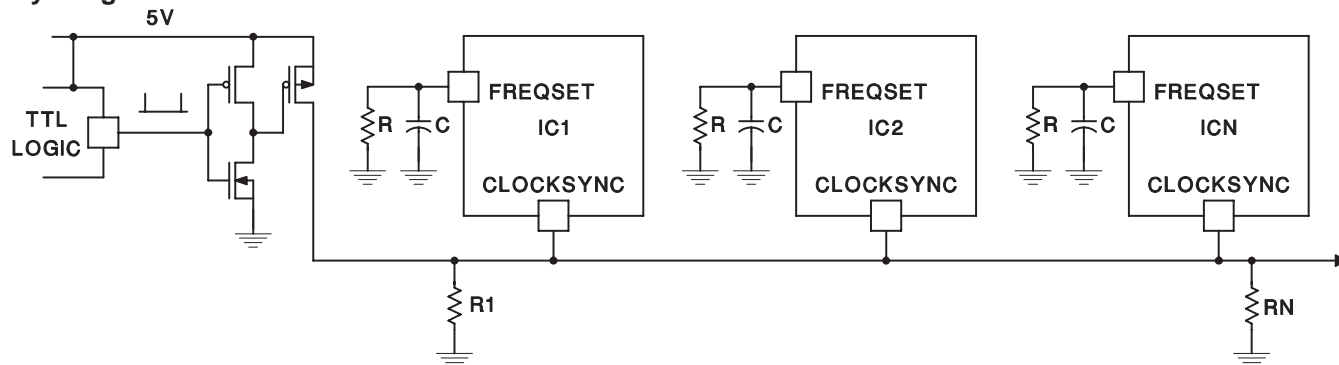 5V
TTL
LOGIC
R
C
FREQSET
IC1
CLOCKSYNC
R
C
FREQSET
IC2
CLOCKSYNC
R
C
FREQSET
ICN
CLOCKSYNC
R1
RN